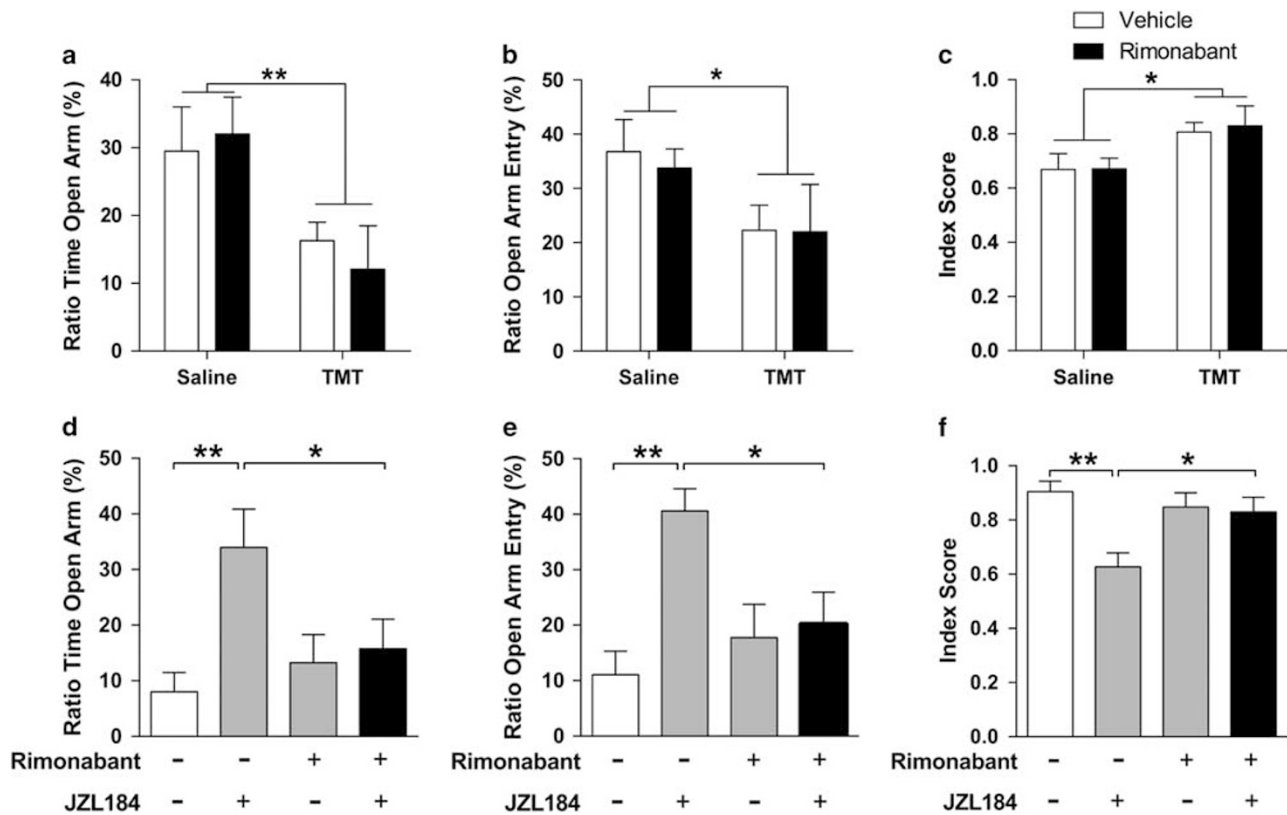 Vehicle
Rimonabant
a
**
Ratio Time Open Arm (%)
40
30
20
10
0
Saline TMT
b
*
Ratio Open Arm Entry (%)
50
40
30
20
10
0
Saline TMT
c
*
Index Score
1.0
0.8
0.6
0.4
0.2
0.0
Saline TMT
d
** *
Ratio Time Open Arm (%)
50
40
30
20
10
0
Rimonabant - - + +
JZL184 - + - +
e
** *
Ratio Open Arm Entry (%)
50
40
30
20
10
0
Rimonabant - - + +
JZL184 - + - +
f
** *
Index Score
1.0
0.8
0.6
0.4
0.2
0.0
Rimonabant - - + +
JZL184 - + - +